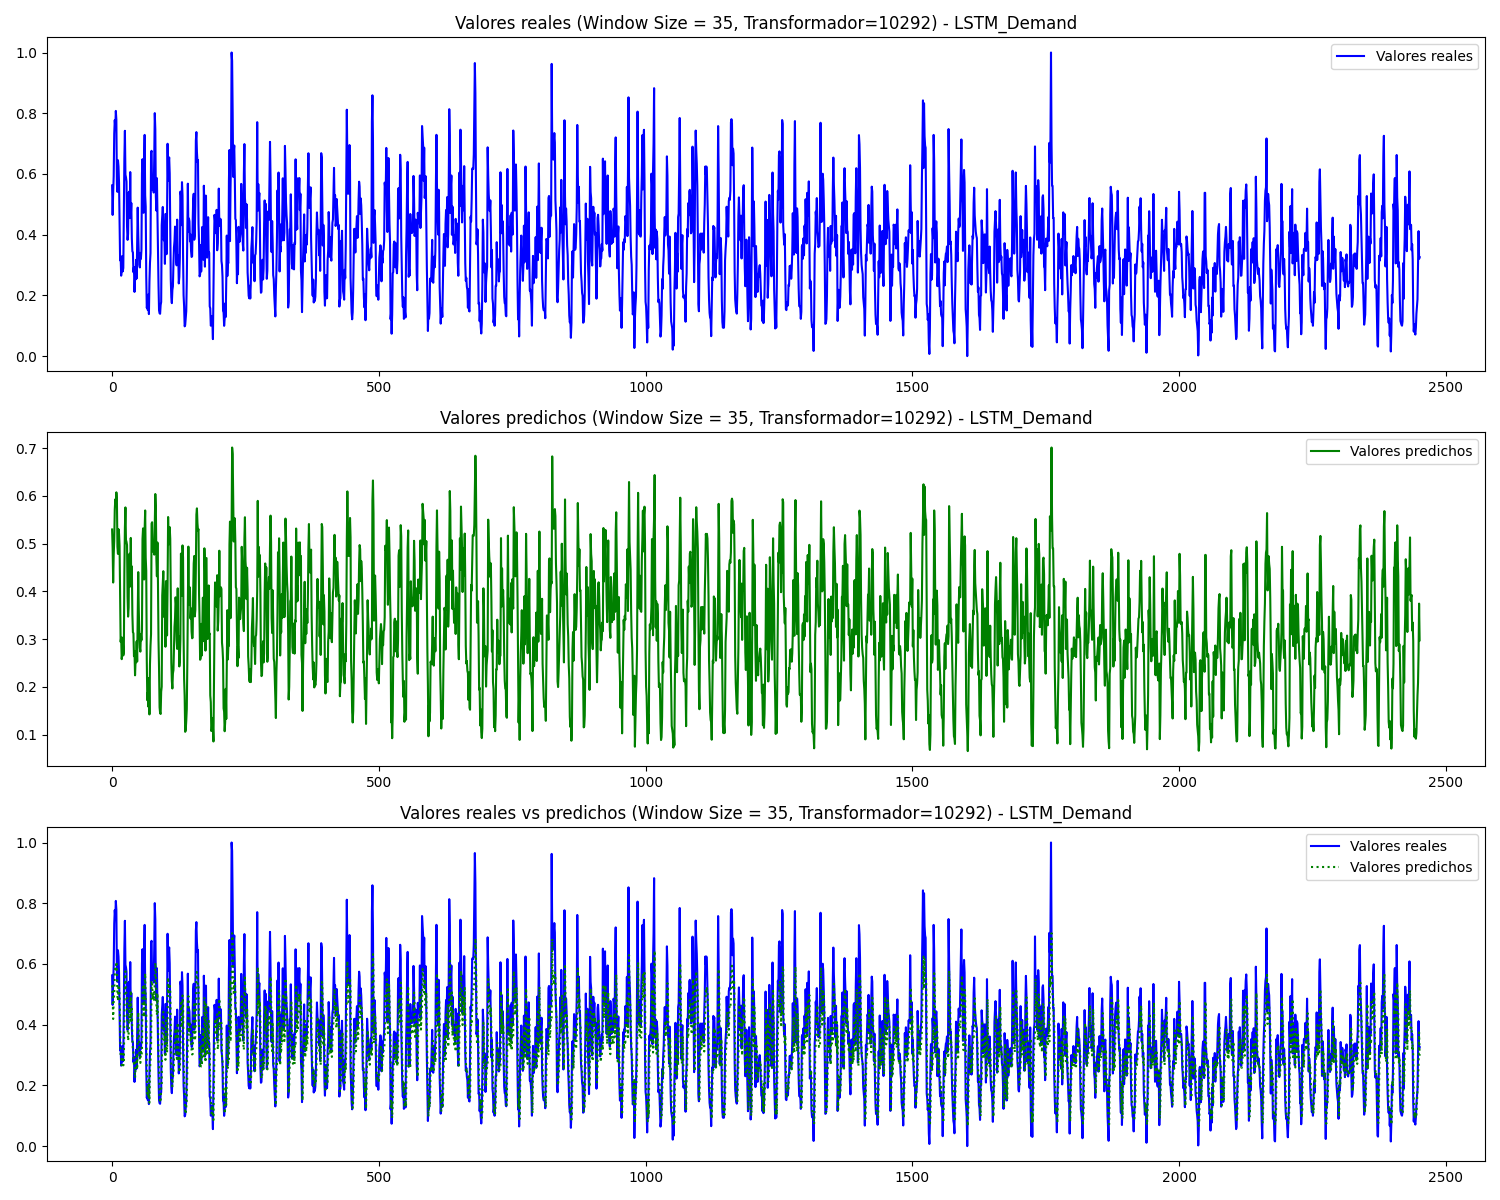 Valores reales (Window Size = 35, Transformador=10292) - LSTM_Demand
Valores reales
1.0
0.8
0.6
0.4
0.2
0.0
0 500 1000 1500 2000 2500
Valores predichos (Window Size = 35, Transformador=10292) - LSTM_Demand
Valores predichos
0.7
0.6
0.5
0.4
0.3
0.2
0.1
0 500 1000 1500 2000 2500
Valores reales vs predichos (Window Size = 35, Transformador=10292) - LSTM_Demand
Valores reales
Valores predichos
1.0
0.8
0.6
0.4
0.2
0.0
0 500 1000 1500 2000 2500